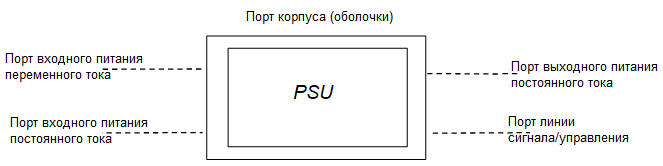 Порт корпуса (оболочки)
Порт входного питания
переменного тока
Порт выходного питания
постоянного тока
PSU
Порт входного питания
постоянного тока
Порт линии
сигнала/управления